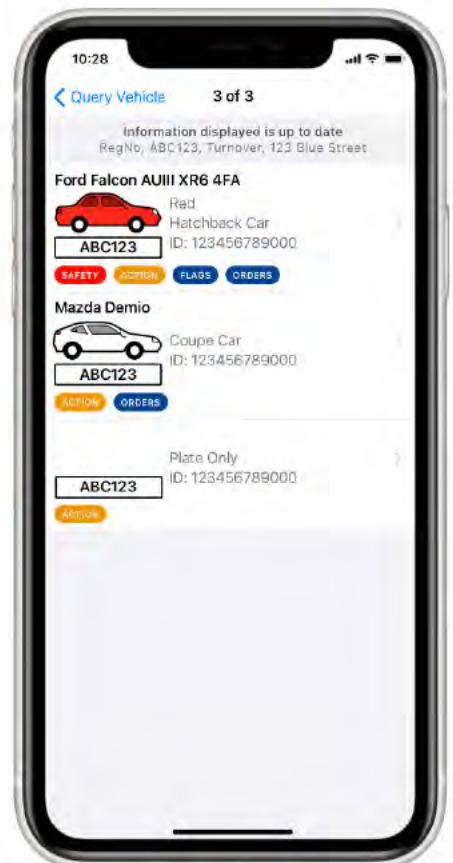 10:28
Query Vehicle 3 of 3
Information displayed is up to date
RegNo, ABC123, Turnover, 123 Blue Street
Ford Falcon AUIII XR6 4FA
Red
Hatchback Car
ABC123 ID: 123456789000
SAFETY ACTION FLAGS ORDERS
Mazda Demio
Coupe Car
ID: 123456789000
ABC123
ACTION ORDERS
Plate Only
ABC123 ID: 123456789000
ACTION